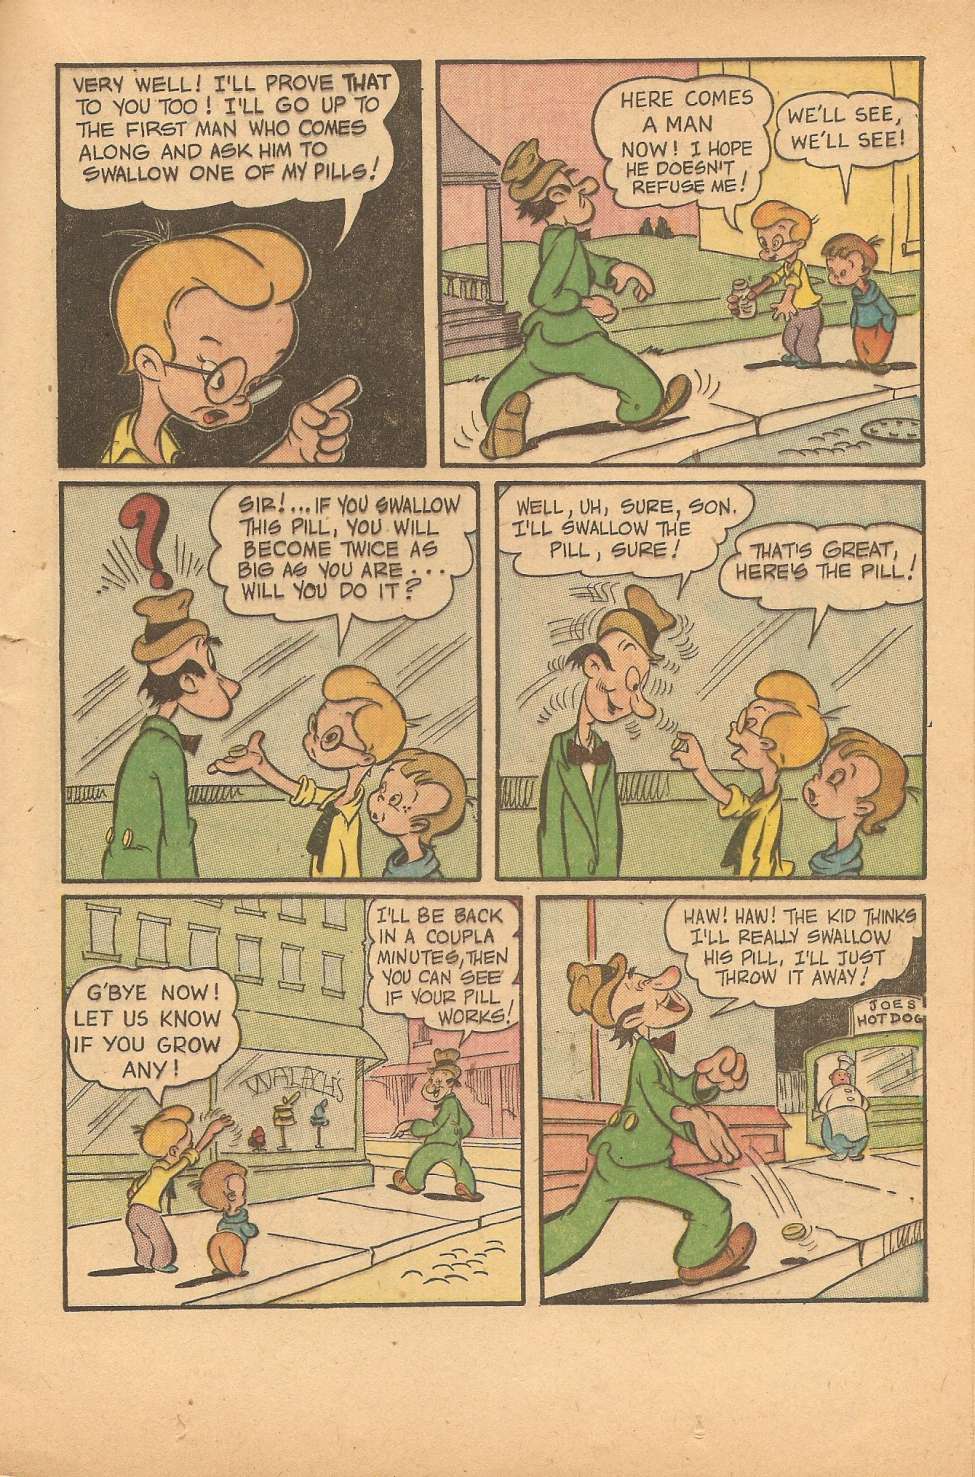 VERY WELL! I'LL PROVE THAT
TO YOU TOO! I'LL GO UP TO
THE FIRST MAN WHO COMES
ALONG AND ASK HIM TO
SWALLOW ONE OF MY PILLS!
HERE COMES
A MAN
NOW! I HOPE
HE DOESN'T
REFUSE ME!
WE'LL SEE,
WE'LL SEE!
?
SIR!...IF YOU SWALLOW
THIS PILL, YOU WILL
BECOME TWICE AS
BIG AS YOU ARE...
WILL YOU DO IT?
WELL, UH, SURE, SON.
I'LL SWALLOW THE
PILL, SURE!
THAT'S GREAT,
HERE'S THE PILL!
G'BYE NOW!
LET US KNOW
IF YOU GROW
ANY!
I'LL BE BACK
IN A COUPLA
MINUTES, THEN
YOU CAN SEE
IF YOUR PILL
WORKS!
WALACH'S
HAW! HAW! THE KID THINKS
I'LL REALLY SWALLOW
HIS PILL, I'LL JUST
THROW IT AWAY!
JOES
HOT DOG